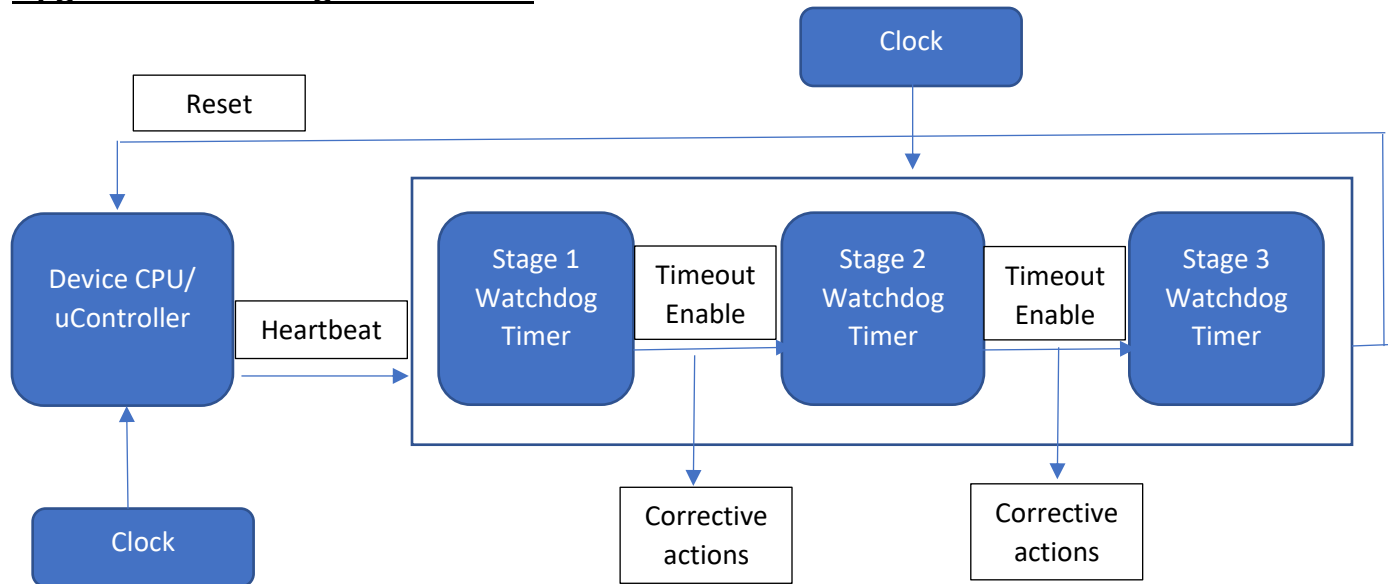 Clock
Reset
Device CPU/
uController
Heartbeat
Stage 1
Watchdog
Timer
Timeout
Enable
Stage 2
Watchdog
Timer
Timeout
Enable
Stage 3
Watchdog
Timer
Clock
Corrective
actions
Corrective
actions